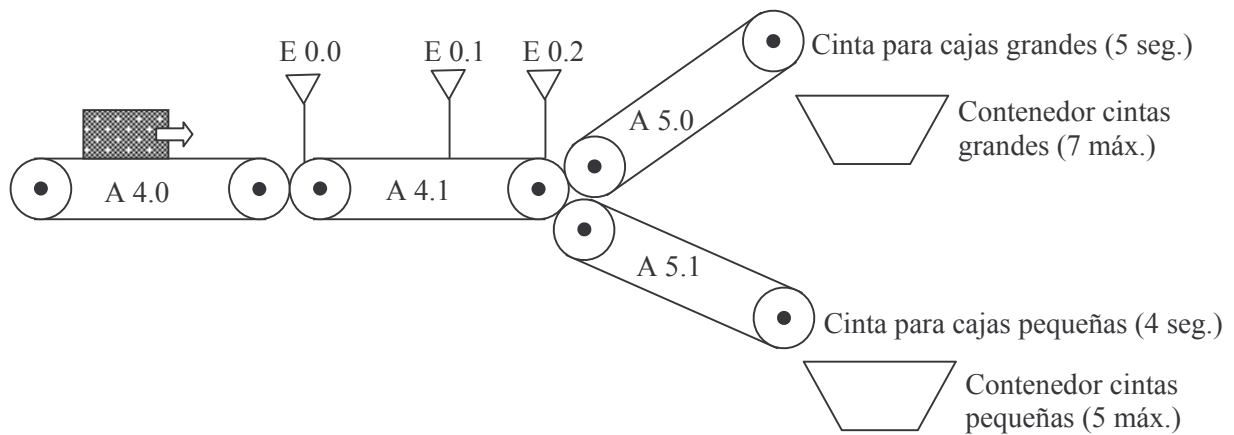 E 0.0
E 0.1
E 0.2
Cinta para cajas grandes (5 seg.)
A 5.0
Contenedor cintas
grandes (7 máx.)
A 4.0
A 4.1
A 5.1
Cinta para cajas pequeñas (4 seg.)
Contenedor cintas
pequeñas (5 máx.)